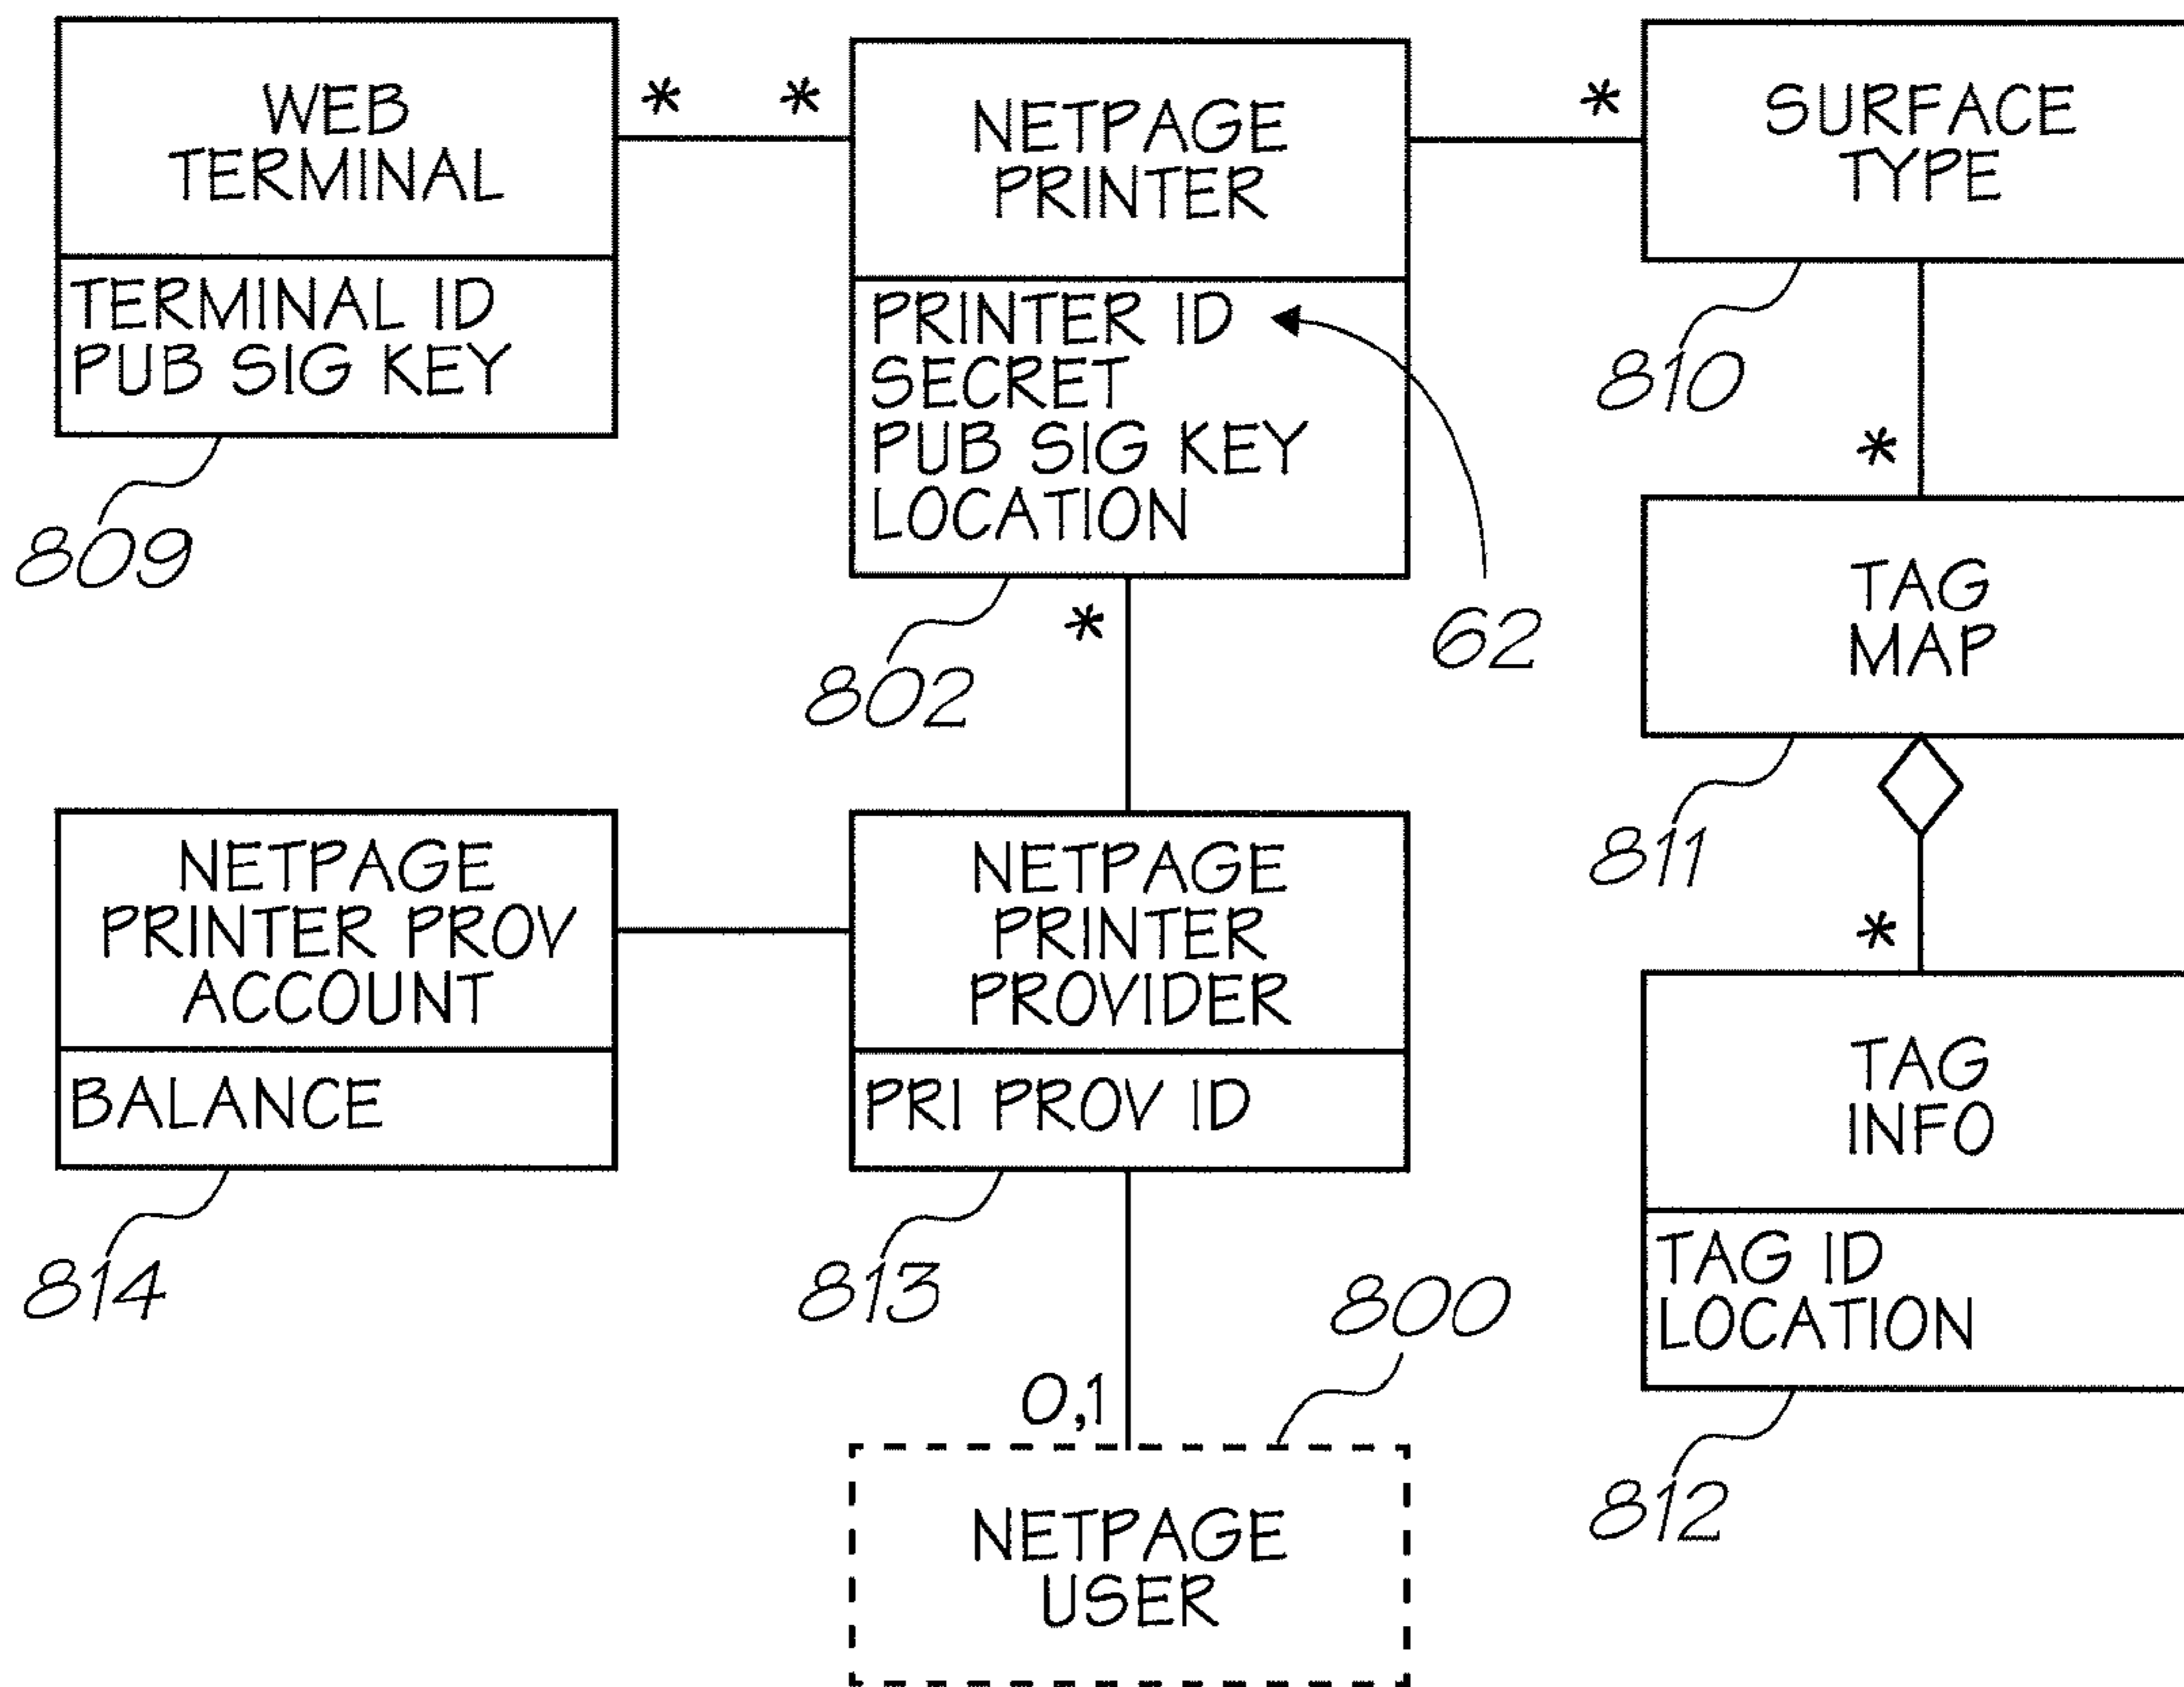 WEB
TERMINAL
TERMINAL ID
PUB SIG KEY
809
*
*
NETPAGE
PRINTER
PRINTER ID
SECRET
PUB SIG KEY
LOCATION
62
802
*
*
SURFACE
TYPE
810
*
TAG
MAP
811
*
NETPAGE
PRINTER PROV
ACCOUNT
BALANCE
814
NETPAGE
PRINTER
PROVIDER
PRI PROV ID
813
TAG
INFO
TAG ID
LOCATION
812
800
0,1
NETPAGE
USER